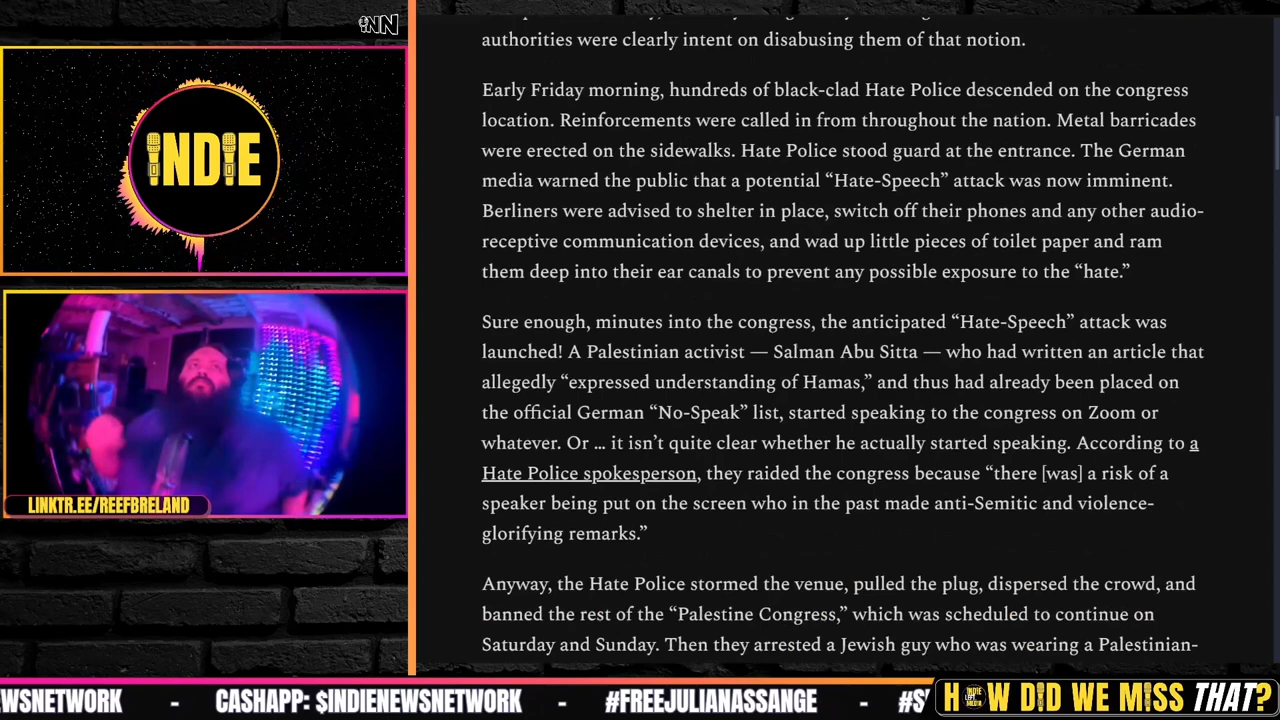 iNN
iNDiE
LINKTR.EE/REEFBRELAND
authorities were clearly intent on disabusing them of that notion.
Early Friday morning, hundreds of black-clad Hate Police descended on the congress
location. Reinforcements were called in from throughout the nation. Metal barricades
were erected on the sidewalks. Hate Police stood guard at the entrance. The German
media warned the public that a potential “Hate-Speech” attack was now imminent.
Berliners were advised to shelter in place, switch off their phones and any other audio-
receptive communication devices, and wad up little pieces of toilet paper and ram
them deep into their ear canals to prevent any possible exposure to the “hate.”
Sure enough, minutes into the congress, the anticipated “Hate-Speech” attack was
launched! A Palestinian activist — Salman Abu Sitta — who had written an article that
allegedly “expressed understanding of Hamas,” and thus had already been placed on
the official German “No-Speak” list, started speaking to the congress on Zoom or
whatever. Or … it isn’t quite clear whether he actually started speaking. According to a
Hate Police spokesperson, they raided the congress because “there [was] a risk of a
speaker being put on the screen who in the past made anti-Semitic and violence-
glorifying remarks.”
Anyway, the Hate Police stormed the venue, pulled the plug, dispersed the crowd, and
banned the rest of the “Palestine Congress,” which was scheduled to continue on
Saturday and Sunday. Then they arrested a Jewish guy who was wearing a Palestinian-
WSNETWORK - CASHAPP: $INDIENEWSNETWORK - #FREEJULIANASSANGE - #S
HOW DiD WE MiSS THAT?